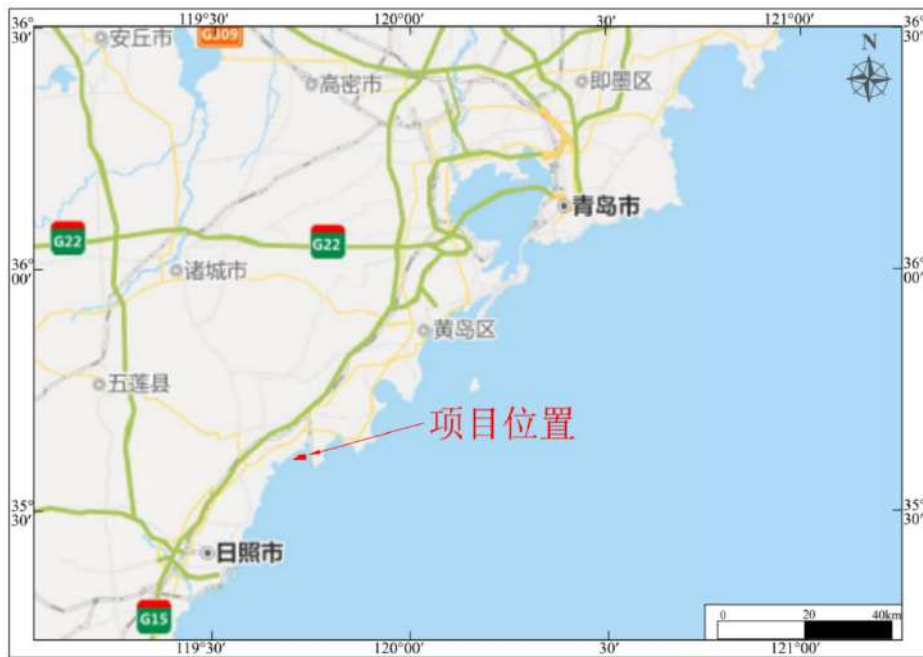 119°30′ 120°00′ 30′ 121°00′
36°
30′
36°
30′
G309
安丘市
N
高密市
即墨区
青岛市
G22
G22
36°
00′
诸城市
36°
00′
黄岛区
五莲县
项目位置
35°
30′
35°
30′
日照市
G15
0 20 40km
119°30′ 120°00′ 30′ 121°00′